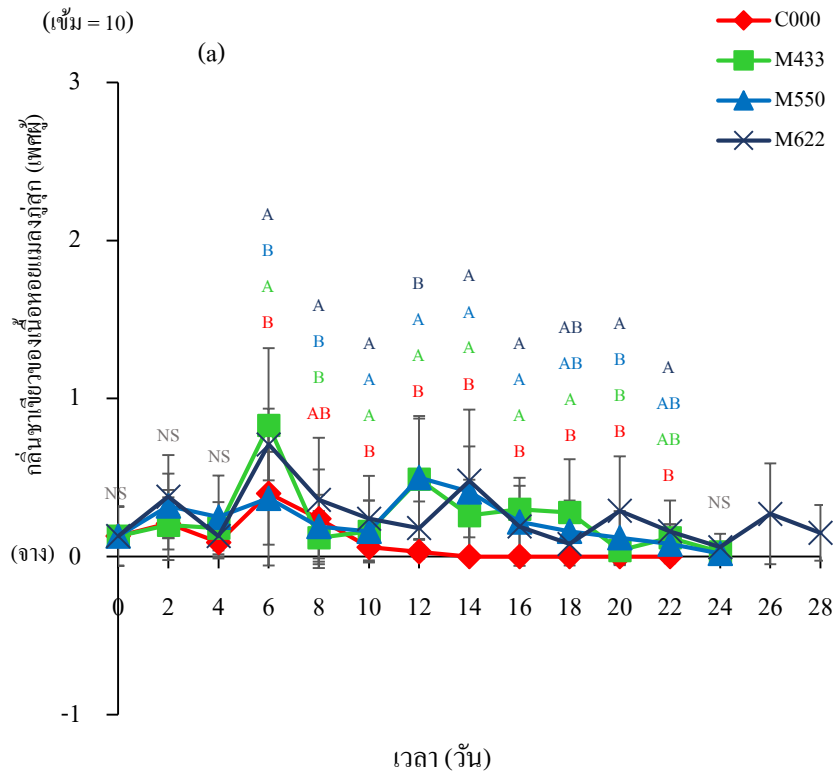 (เข้ม = 10)
(a)
C000
M433
M550
M622
กลิ่นชาเขียวของเนื้อหอยแมลงภู่สุก (เพศผู้)
3
2
1
0
-1
(จาง)
NS
NS
NS
A
B
A
B
A
B
B
AB
A
A
A
B
B
A
A
B
A
A
A
B
A
A
A
B
AB
AB
A
B
A
B
B
B
A
AB
AB
B
NS
0 2 4 6 8 10 12 14 16 18 20 22 24 26 28
เวลา (วัน)